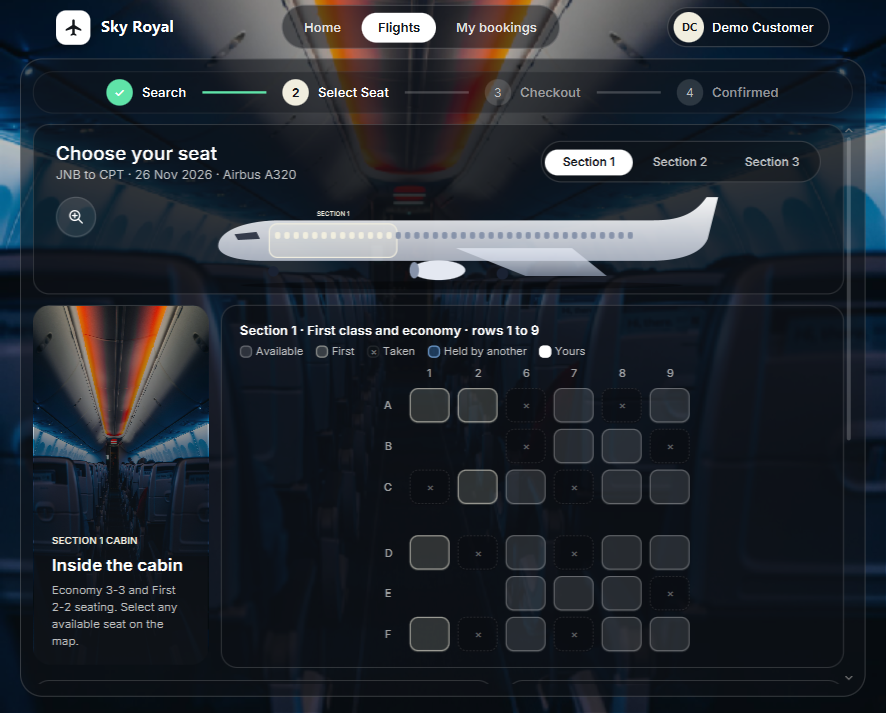 Sky Royal
Home Flights My bookings
DC Demo Customer
Search 2 Select Seat 3 Checkout 4 Confirmed
Choose your seat
JNB to CPT · 26 Nov 2026 · Airbus A320
Section 1 Section 2 Section 3
SECTION 1
Section 1 · First class and economy · rows 1 to 9
Available First × Taken Held by another Yours
1 2 6 7 8 9
A × ×
B × ×
C × ×
D × ×
E ×
F × ×
SECTION 1 CABIN
Inside the cabin
Economy 3-3 and First
2-2 seating. Select any
available seat on the
map.